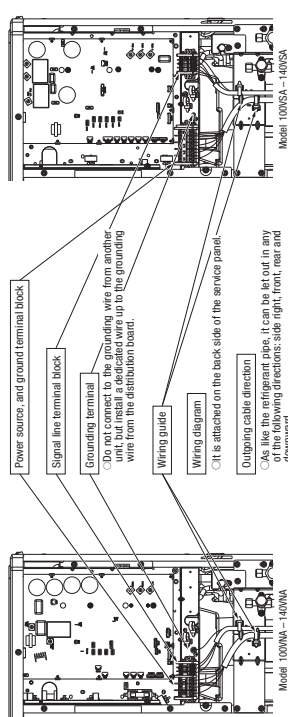 Power source, and ground terminal block
Signal line terminal block
Grounding terminal
○Do not connect to the grounding wire from another
unit, but install a dedicated wire up to the grounding
wire from the distribution board.
Wiring guide
Wiring diagram
○It is attached on the back side of the service panel.
Outgoing cable direction
○As like the refrigerant pipe, it can be let out in any
of the following directions: side right, front, rear and
downward.
Model 100VNA – 140VNA
Model 100VSA – 140VSA